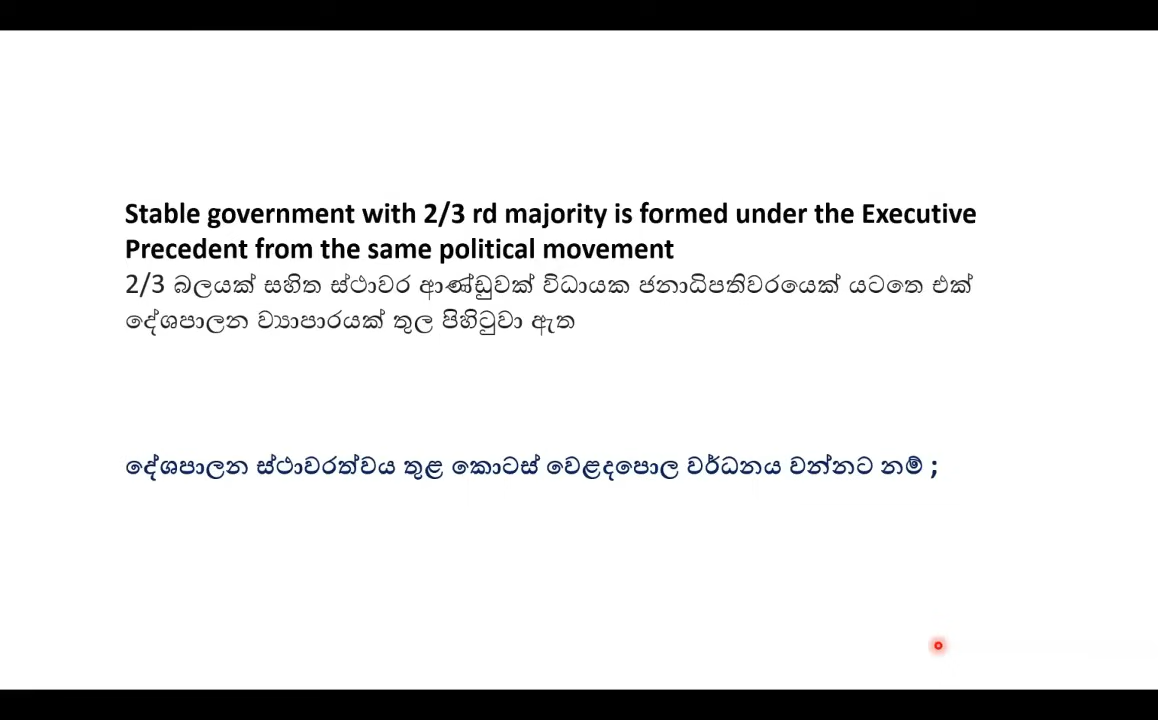 Stable government with 2/3 rd majority is formed under the Executive
Precedent from the same political movement
2/3 බලයක් සහිත ස්ථාවර ආණ්ඩුවක් විධායක ජනාධිපතිවරයෙක් යටතෙ එක්
දේශපාලන ව්‍යාපාරයක් තුල පිහිටුවා ඇත
දේශපාලන ස්ථාවරත්වය තුළ කොටස් වෙළදපොල වර්ධනය වන්නට නම් ;